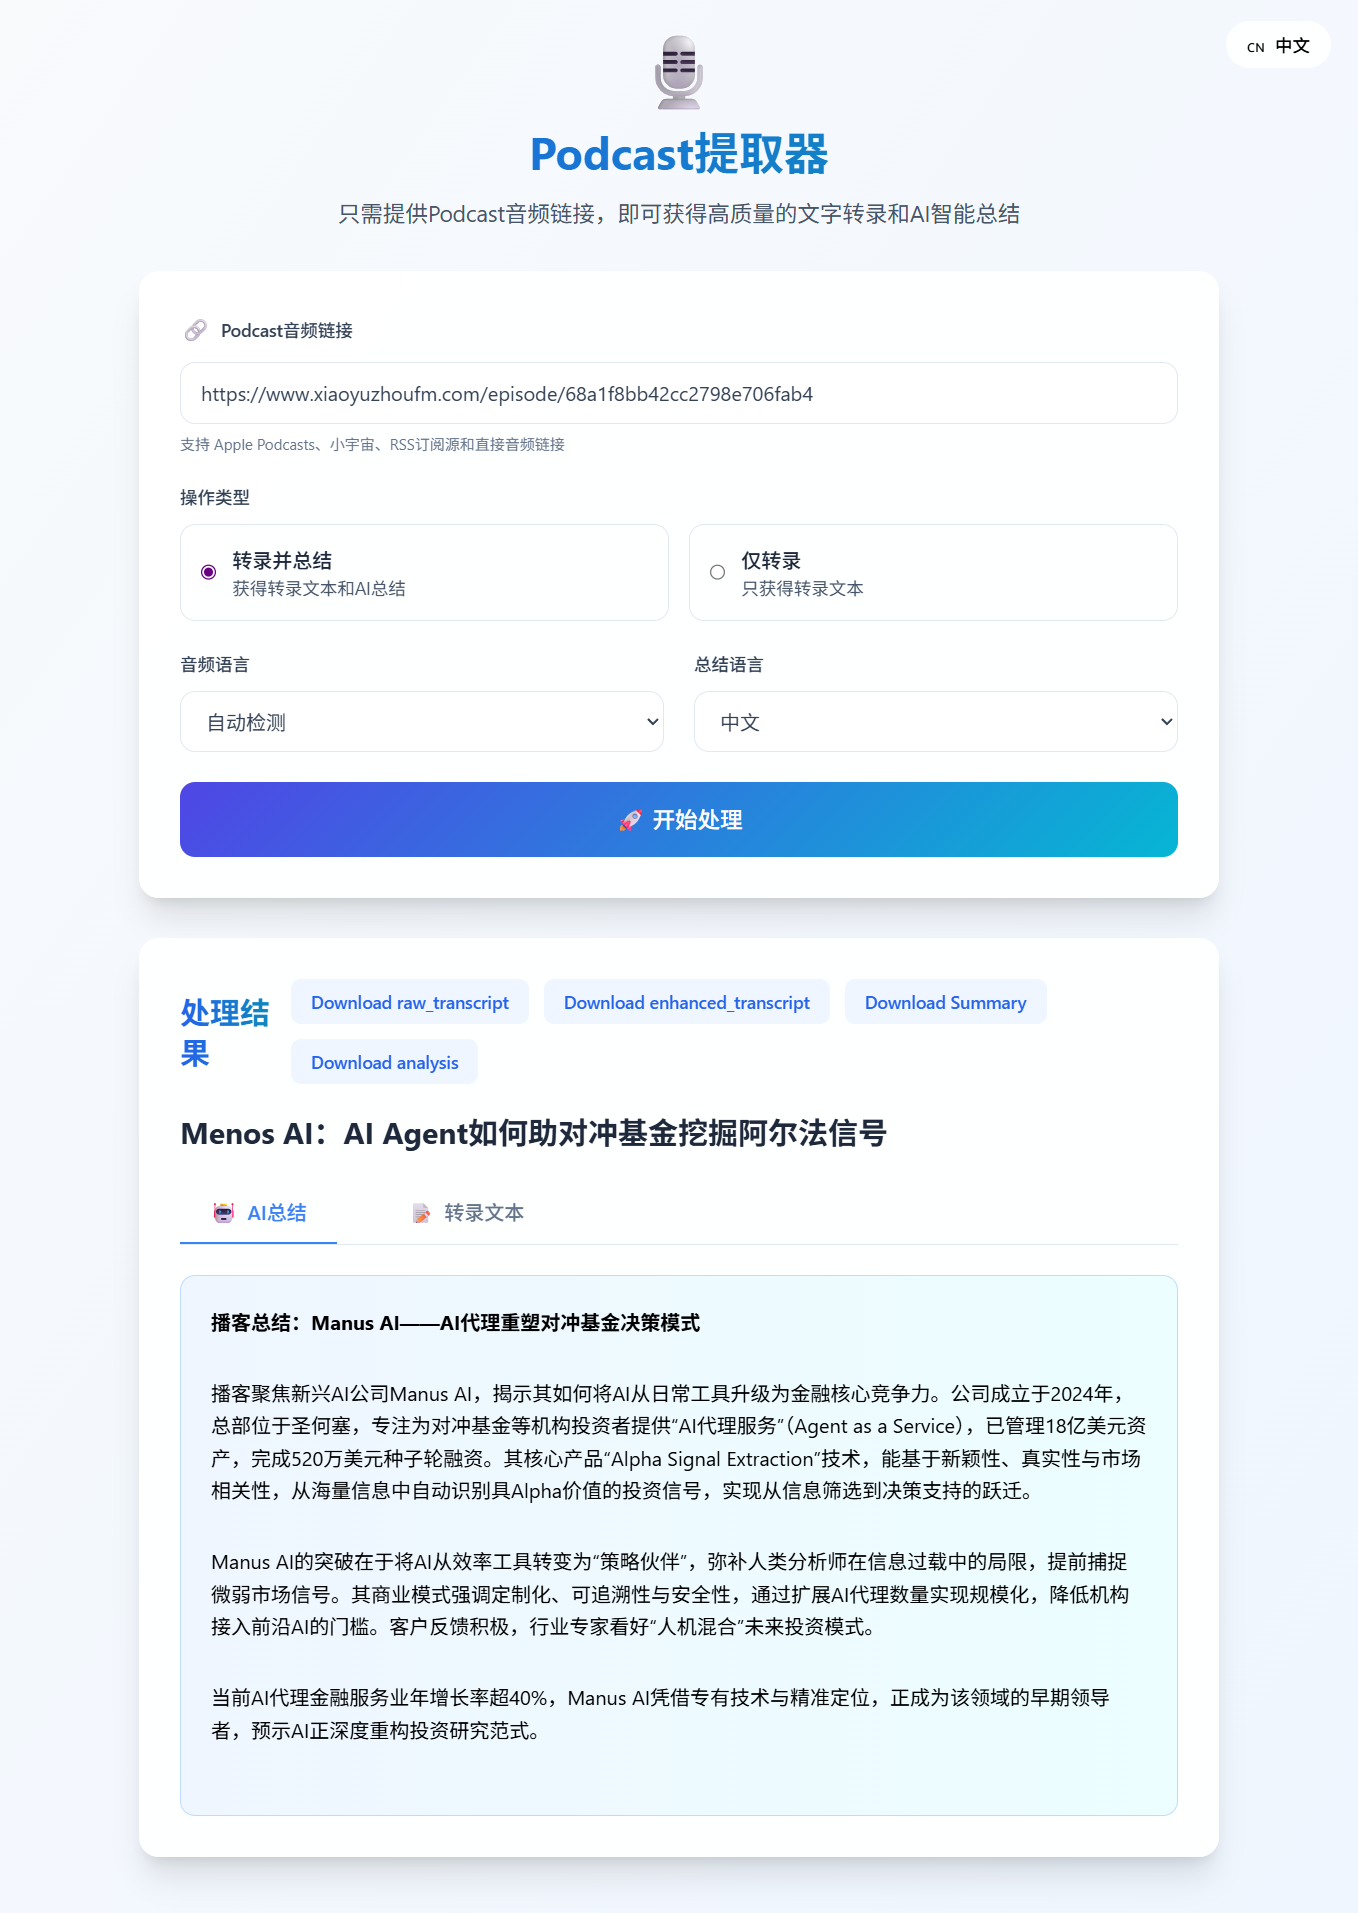 CN 中文
Podcast提取器
只需提供Podcast音频链接，即可获得高质量的文字转录和AI智能总结
Podcast音频链接
https://www.xiaoyuzhoufm.com/episode/68a1f8bb42cc2798e706fab4
支持 Apple Podcasts、小宇宙、RSS订阅源和直接音频链接
操作类型
转录并总结
获得转录文本和AI总结
仅转录
只获得转录文本
音频语言
总结语言
自动检测
中文
开始处理
处理结
果
Download raw_transcript
Download enhanced_transcript
Download Summary
Download analysis
Menos AI：AI Agent如何助对冲基金挖掘阿尔法信号
AI总结
转录文本
播客总结：Manus AI——AI代理重塑对冲基金决策模式
播客聚焦新兴AI公司Manus AI，揭示其如何将AI从日常工具升级为金融核心竞争力。公司成立于2024年，
总部位于圣何塞，专注为对冲基金等机构投资者提供“AI代理服务”（Agent as a Service），已管理18亿美元资
产，完成520万美元种子轮融资。其核心产品“Alpha Signal Extraction”技术，能基于新颖性、真实性与市场
相关性，从海量信息中自动识别具Alpha价值的投资信号，实现从信息筛选到决策支持的跃迁。
Manus AI的突破在于将AI从效率工具转变为“策略伙伴”，弥补人类分析师在信息过载中的局限，提前捕捉
微弱市场信号。其商业模式强调定制化、可追溯性与安全性，通过扩展AI代理数量实现规模化，降低机构
接入前沿AI的门槛。客户反馈积极，行业专家看好“人机混合”未来投资模式。
当前AI代理金融服务业年增长率超40%，Manus AI凭借专有技术与精准定位，正成为该领域的早期领导
者，预示AI正深度重构投资研究范式。